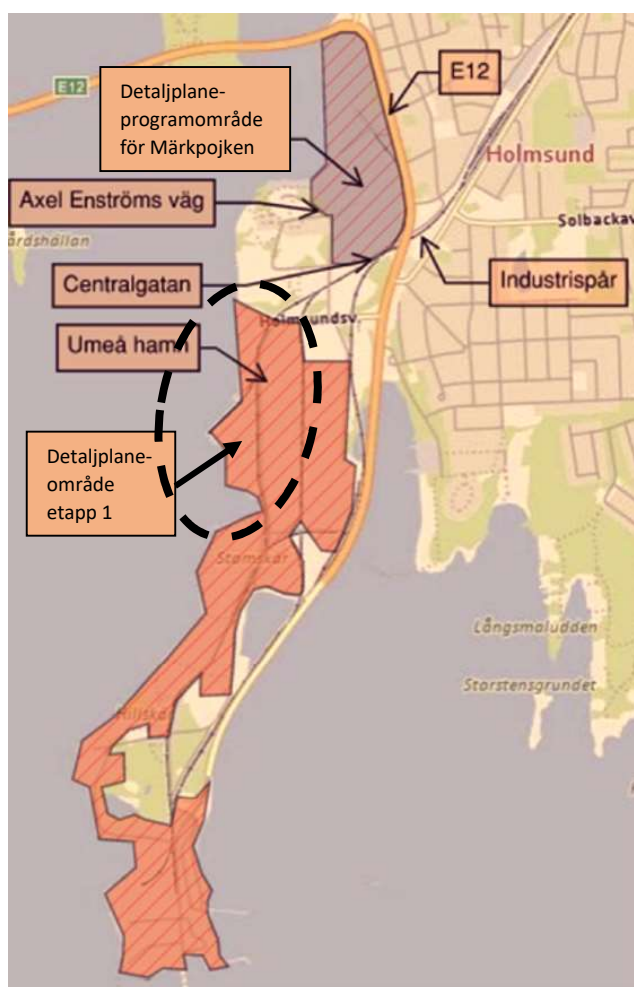 E12
Detaljplane-
programområde
för Märkpojken
E12
Holmsund
Axel Enströms väg
Solbackav
årdshällan
Centralgatan
Industrispår
Holmsundsv.
Umeå hamn
Detaljplane-
område
etapp 1
Stamskär
Långsmaludden
Storstensgrundet